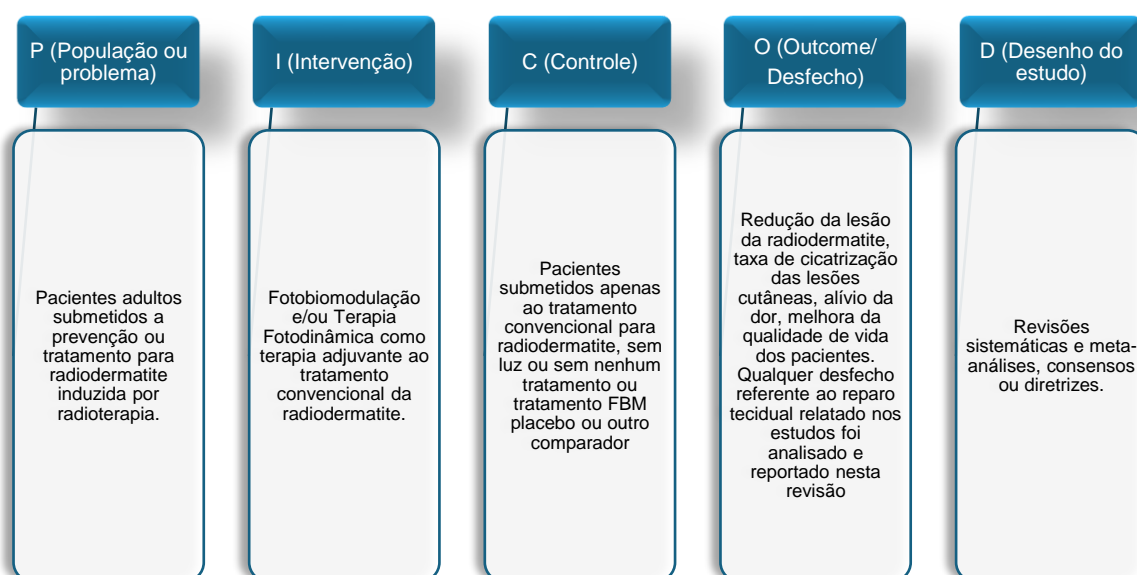 P (População ou
problema)
I (Intervenção)
C (Controle)
O (Outcome/
Desfecho)
D (Desenho do
estudo)
Pacientes adultos
submetidos a
prevenção ou
tratamento para
radiodermatite
induzida por
radioterapia.
Fotobiomodulação
e/ou Terapia
Fotodinâmica como
terapia adjuvante ao
tratamento
convencional da
radiodermatite.
Pacientes
submetidos apenas
ao tratamento
convencional para
radiodermatite, sem
luz ou sem nenhum
tratamento ou
tratamento FBM
placebo ou outro
comparador
Redução da lesão
da radiodermatite,
taxa de cicatrização
das lesões
cutâneas, alívio da
dor, melhora da
qualidade de vida
dos pacientes.
Qualquer desfecho
referente ao reparo
tecidual relatado nos
estudos foi
analisado e
reportado nesta
revisão
Revisões
sistemáticas e meta-
análises, consensos
ou diretrizes.